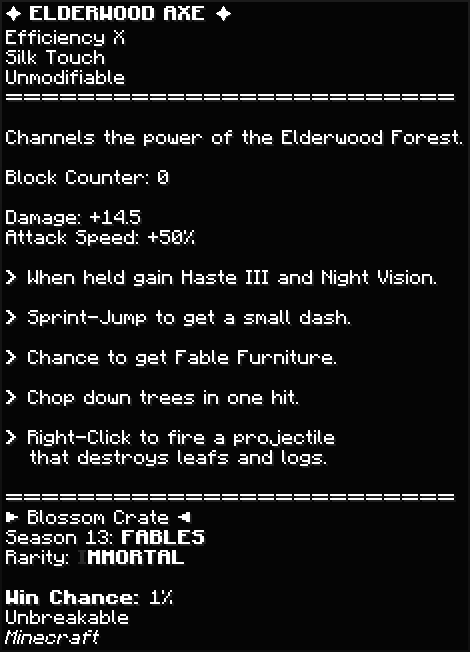 ✦ ELDERWOOD AXE ✦
Efficiency X
Silk Touch
Unmodifiable
================================
Channels the power of the Elderwood Forest.
Block Counter: 0
Damage: +14.5
Attack Speed: +50%
> When held gain Haste III and Night Vision.
> Sprint-Jump to get a small dash.
> Chance to get Fable Furniture.
> Chop down trees in one hit.
> Right-Click to fire a projectile
that destroys leafs and logs.
================================
► Blossom Crate ◄
Season 13: FABLES
Rarity: IMMORTAL
Win Chance: 1%
Unbreakable
Minecraft